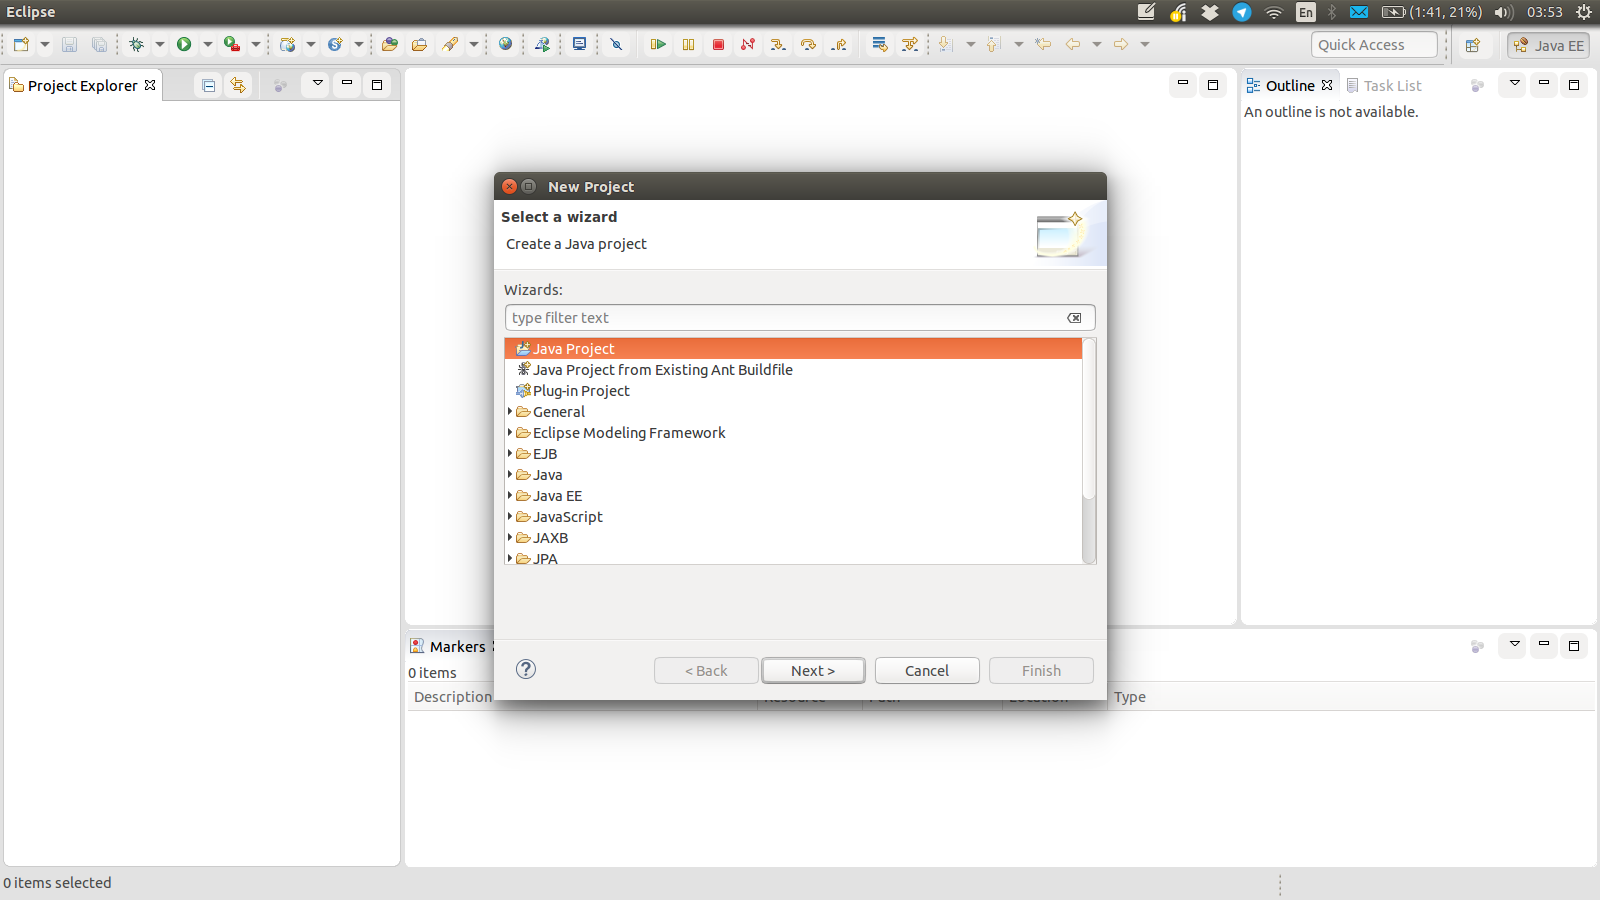 Eclipse
En
(1:41, 21%)
03:53
Quick Access
Java EE
Project Explorer
Outline
Task List
An outline is not available.
New Project
Select a wizard
Create a Java project
Wizards:
type filter text
Java Project
Java Project from Existing Ant Buildfile
Plug-in Project
General
Eclipse Modeling Framework
EJB
Java
Java EE
JavaScript
JAXB
JPA
< Back
Next >
Cancel
Finish
Markers
0 items
Description
Resource
Path
Location
Type
0 items selected